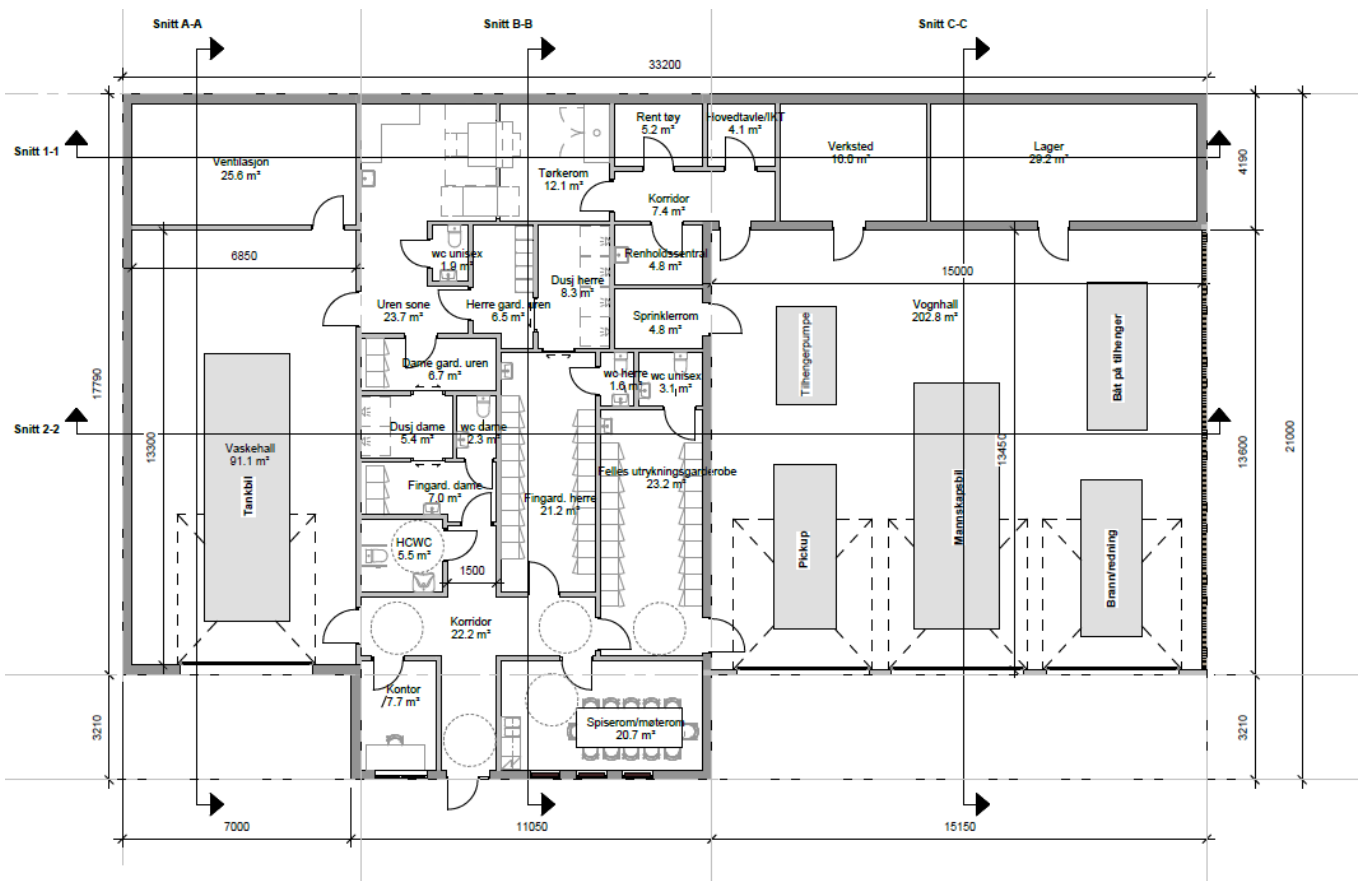 Snitt A-A
Snitt B-B
Snitt C-C
33200
Snitt 1-1
Ventilasjon
25.6 m²
Tørkerom
12.1 m²
Rent tøy
5.2 m²
Hovedtavle/IKT
4.1 m²
Korridor
7.4 m²
Verksted
Lager
29.2 m²
4190
6850
wc unisex
1.9 m²
Uren sone
23.7 m²
Herre gard. uren
6.5 m²
Dusj herre
8.3 m²
Renholdssentral
4.8 m²
Sprinklerrom
4.8 m²
15000
Vognhall
202.8 m²
Tilhengerpumpe
Båt på tilhenger
17790
Dame gard. uren
6.7 m²
wc herre
1.6 m²
wc unisex
3.1 m²
Snitt 2-2
13300
Vaskehall
91.1 m²
Tankbil
Dusj dame
5.4 m²
wc dame
2.3 m²
Fingard. dame
7.0 m²
Fingard. herre
21.2 m²
Felles utrykningsgarderobe
23.2 m²
13450
13600
21000
HCWC
5.5 m²
1500
Pickup
Mannskapsbil
Brann/redning
Korridor
22.2 m²
Kontor
7.7 m²
Spiserom/møterom
20.7 m²
3210
3210
7000
11050
15150